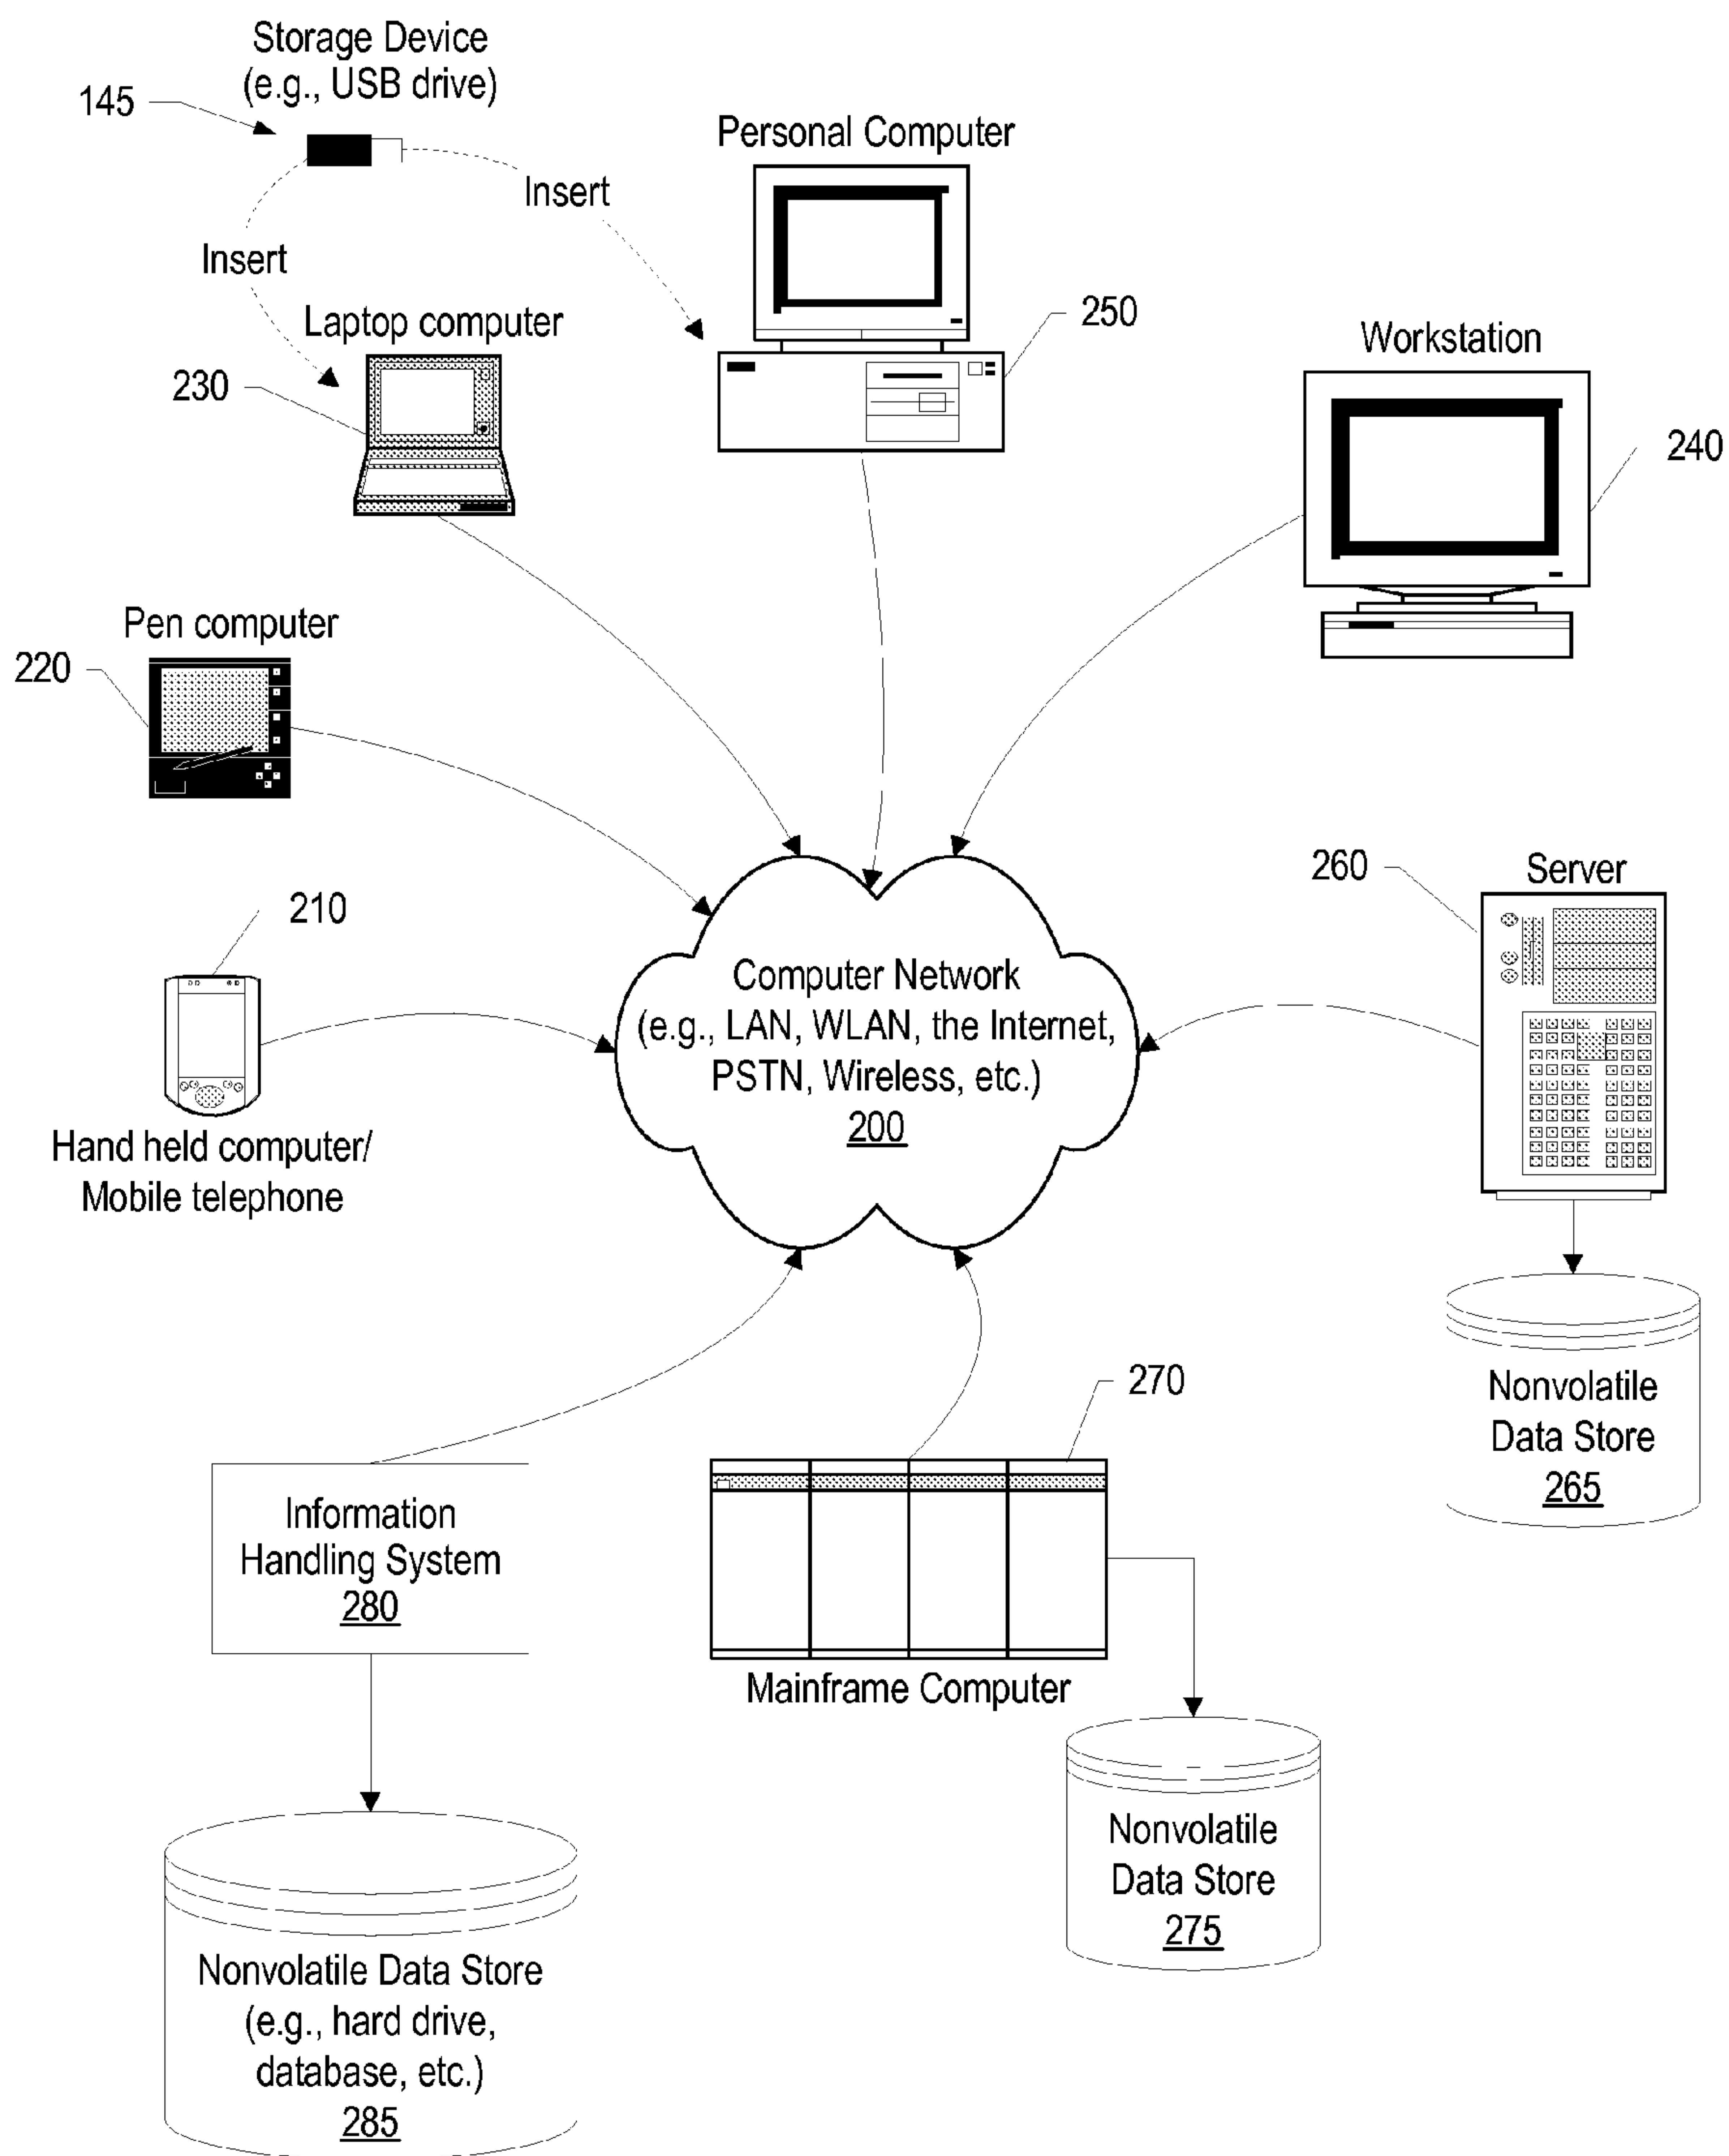 Storage Device
(e.g., USB drive)
145
Insert
Insert
Personal Computer
250
Laptop computer
230
Workstation
240
Pen computer
220
210
Hand held computer/
Mobile telephone
Computer Network
(e.g., LAN, WLAN, the Internet,
PSTN, Wireless, etc.)
200
260
Server
Nonvolatile
Data Store
265
270
Mainframe Computer
Information
Handling System
280
Nonvolatile
Data Store
275
Nonvolatile Data Store
(e.g., hard drive,
database, etc.)
285